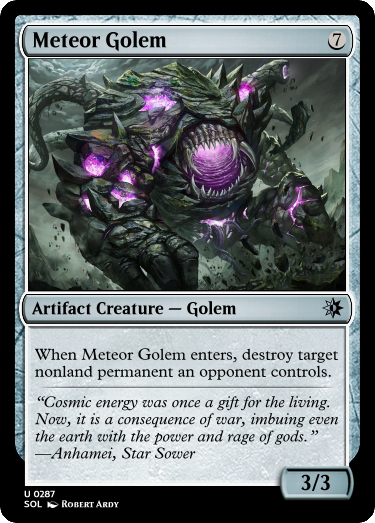 Meteor Golem 7
Artifact Creature — Golem
When Meteor Golem enters, destroy target
nonland permanent an opponent controls.
“Cosmic energy was once a gift for the living.
Now, it is a consequence of war, imbuing even
the earth with the power and rage of gods.”
—Anhamei, Star Sower
3/3
U 0287
SOL Robert Ardy